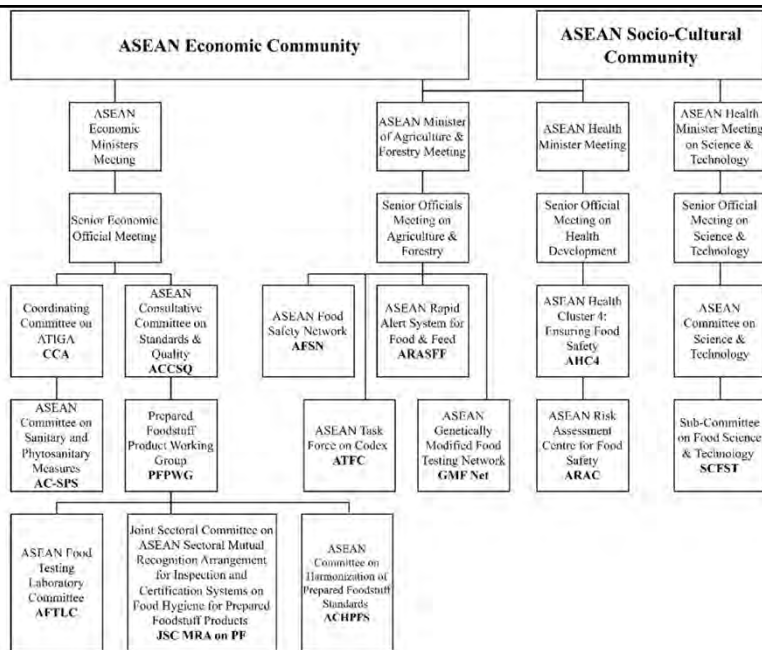 ASEAN Economic Community
ASEAN Socio-Cultural
Community
ASEAN
Economic
Ministers
Meeting
ASEAN Minister
of Agriculture &
Forestry Meeting
ASEAN Health
Minister Meeting
ASEAN Health
Minister Meeting
on Science &
Technology
Senior Economic
Official Meeting
Senior Officials
Meeting on
Agriculture &
Forestry
Senior Official
Meeting on
Health
Development
Senior Official
Meeting on
Science &
Technology
Coordinating
Committee on
ATIGA
CCA
ASEAN
Consultative
Committee on
Standards &
Quality
ACCSQ
ASEAN Food
Safety Network
AFSN
ASEAN Rapid
Alert System for
Food & Feed
ARASFF
ASEAN Health
Cluster 4:
Ensuring Food
Safety
AHC4
ASEAN
Committee on
Science &
Technology
ASEAN
Committee on
Sanitary and
Phytosanitary
Measures
AC-SPS
Prepared
Foodstuff
Product Working
Group
PFPWG
ASEAN Task
Force on Codex
ATFC
ASEAN
Genetically
Modified Food
Testing Network
GMF Net
ASEAN Risk
Assessment
Centre for Food
Safety
ARAC
Sub-Committee
on Food Science
& Technology
SCFST
ASEAN Food
Testing
Laboratory
Committee
AFTLC
Joint Sectoral Committee on
ASEAN Sectoral Mutual
Recognition Arrangement
for Inspection and
Certification Systems on
Food Hygiene for Prepared
Foodstuff Products
JSC MRA on PF
ASEAN
Committee on
Harmonization of
Prepared Foodstuff
Standards
ACHPFS